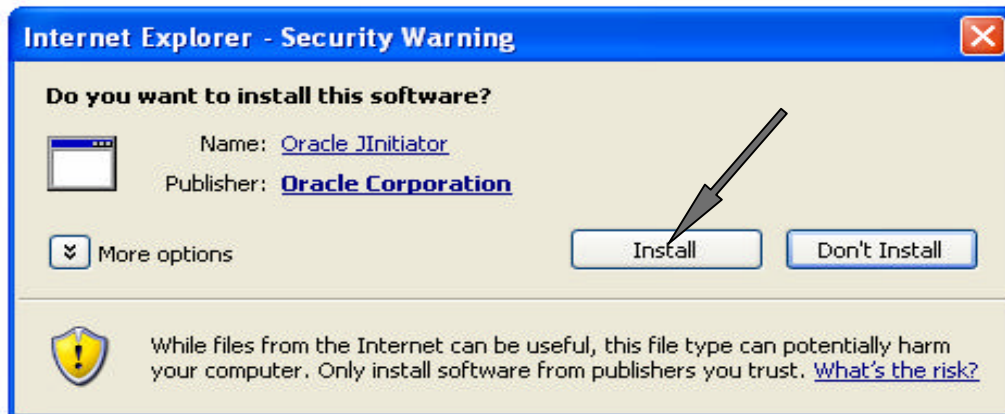 Internet Explorer - Security Warning
Do you want to install this software?
Name: Oracle JInitiator
Publisher: Oracle Corporation
More options
Install
Don't Install
While files from the Internet can be useful, this file type can potentially harm
your computer. Only install software from publishers you trust. What's the risk?